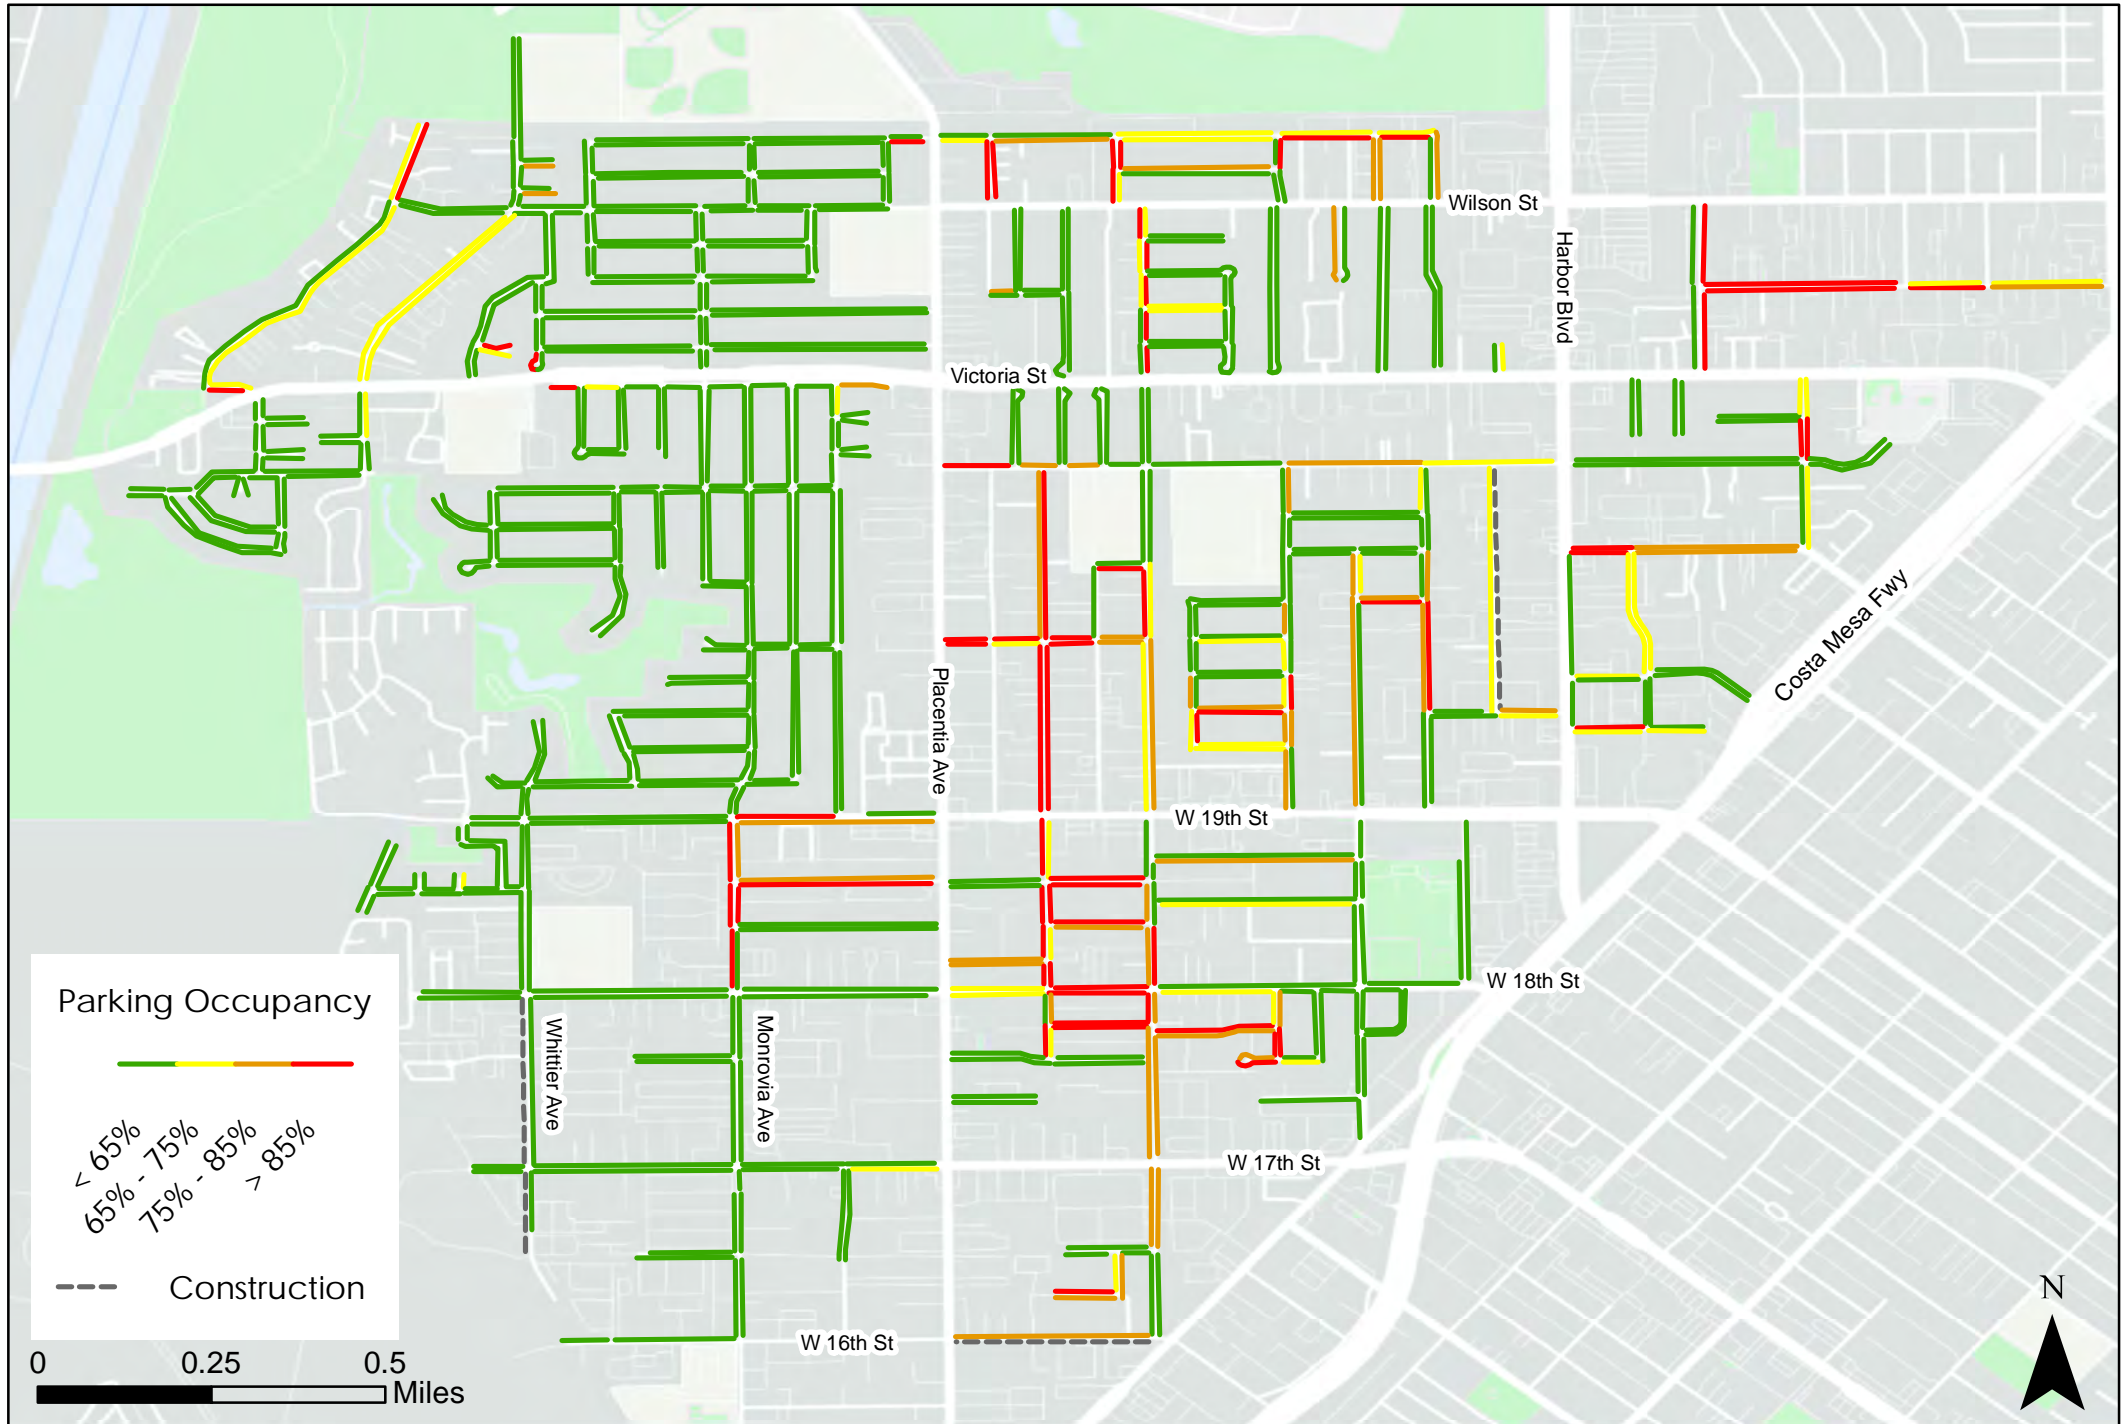 Wilson St
Harbor Blvd
Victoria St
Costa Mesa Fwy
Placentia Ave
W 19th St
W 18th St
Parking Occupancy
< 65%
65% - 75%
75% - 85%
> 85%
Construction
Whittier Ave
Monrovia Ave
W 17th St
W 16th St
N
0 0.25 0.5
Miles